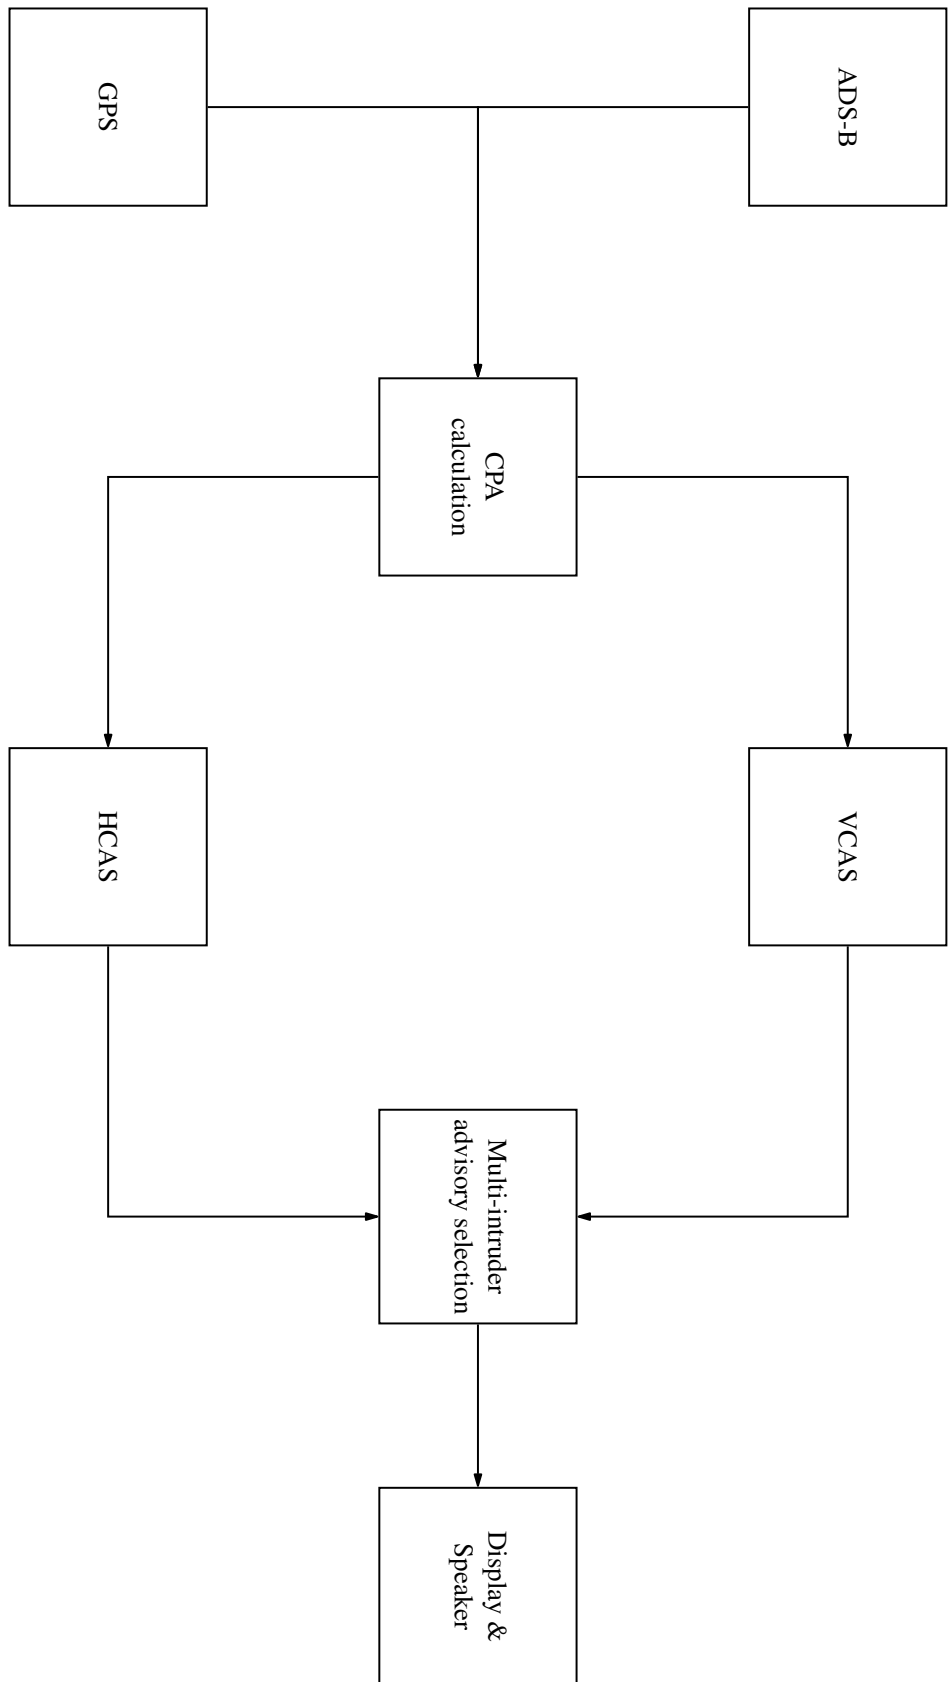 ADS-B
GPS
CPA
calculation
VCAS
HCAS
Multi-intruder
advisory selection
Display &
Speaker